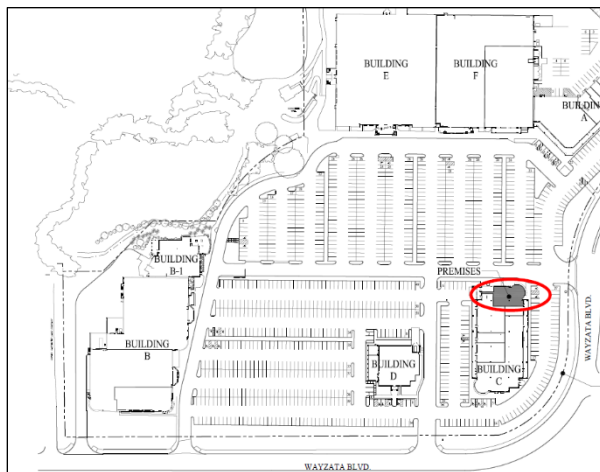 BUILDING
E
BUILDING
F
BUILDING
A
BUILDING
B-1
PREMISES
BUILDING
B
BUILDING
D
BUILDING
C
WAYZATA BLVD.
WAYZATA BLVD.